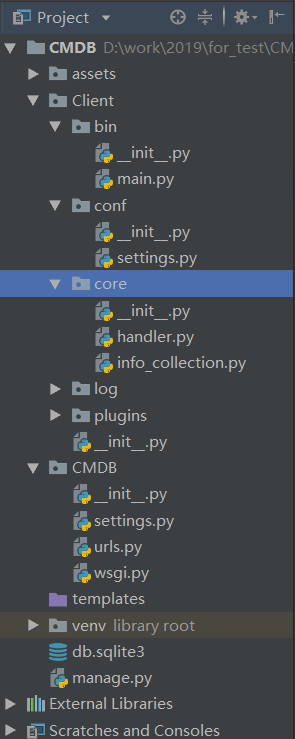 Project
CMDB D:\work\2019\for_test\CM
assets
Client
bin
__init__.py
main.py
conf
__init__.py
settings.py
core
__init__.py
handler.py
info_collection.py
log
plugins
__init__.py
CMDB
__init__.py
settings.py
urls.py
wsgi.py
templates
venv library root
db.sqlite3
manage.py
External Libraries
Scratches and Consoles